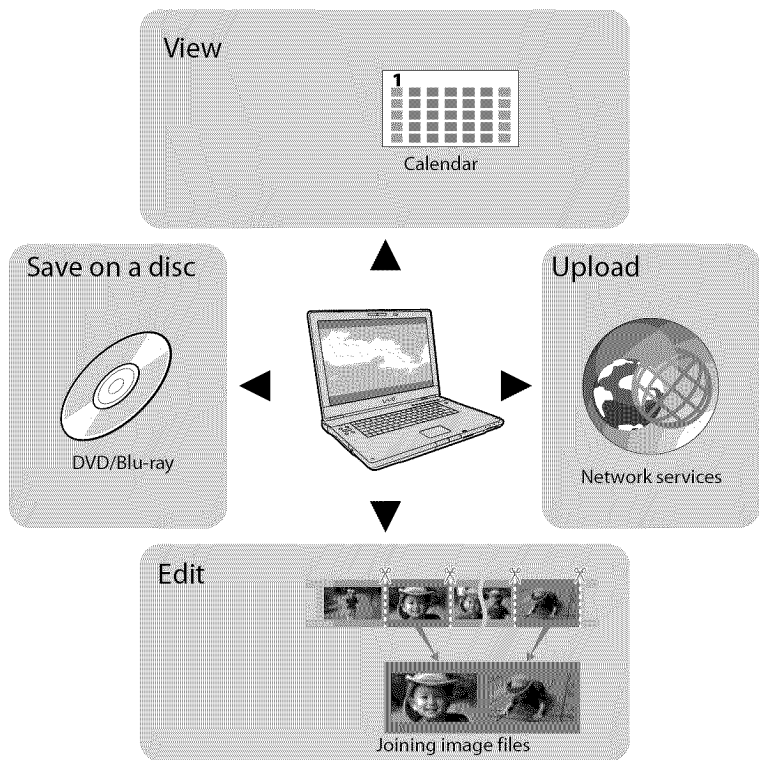 View
1
Calendar
Save on a disc
DVD/Blu-ray
Upload
Network services
Edit
Joining image files